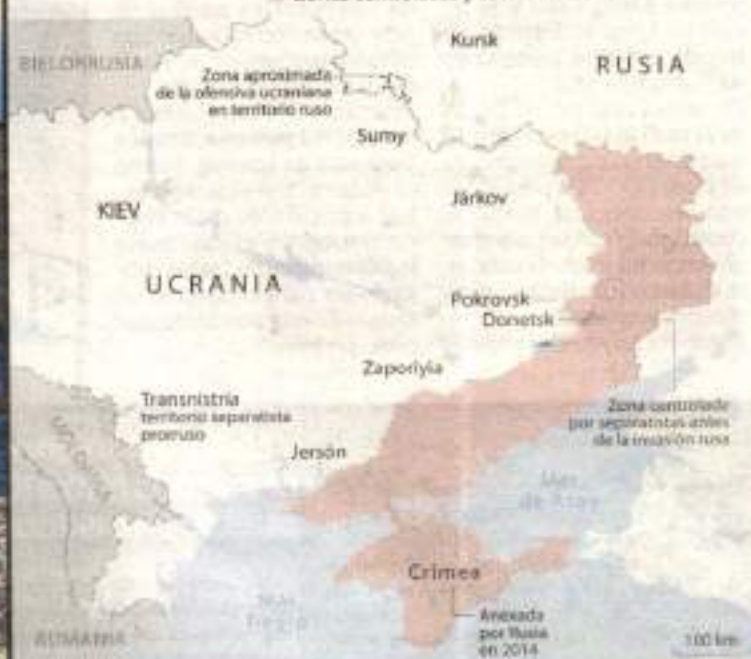 Kursk
BIELORRUSIA
RUSIA
Zona aproximada
de la ofensiva ucraniana
en territorio ruso
Sumy
KIEV
Járkov
UCRANIA
Pokrovsk
Donetsk
Zaporiyia
Transnistria
territorio separatista
prorruso
Zona controlada
por separatistas antes
de la invasión rusa
MOLDAVIA
Jersón
Mar
de Azov
Crimea
Mar
Negro
Anexada
por Rusia
en 2014
RUMANIA
100 km